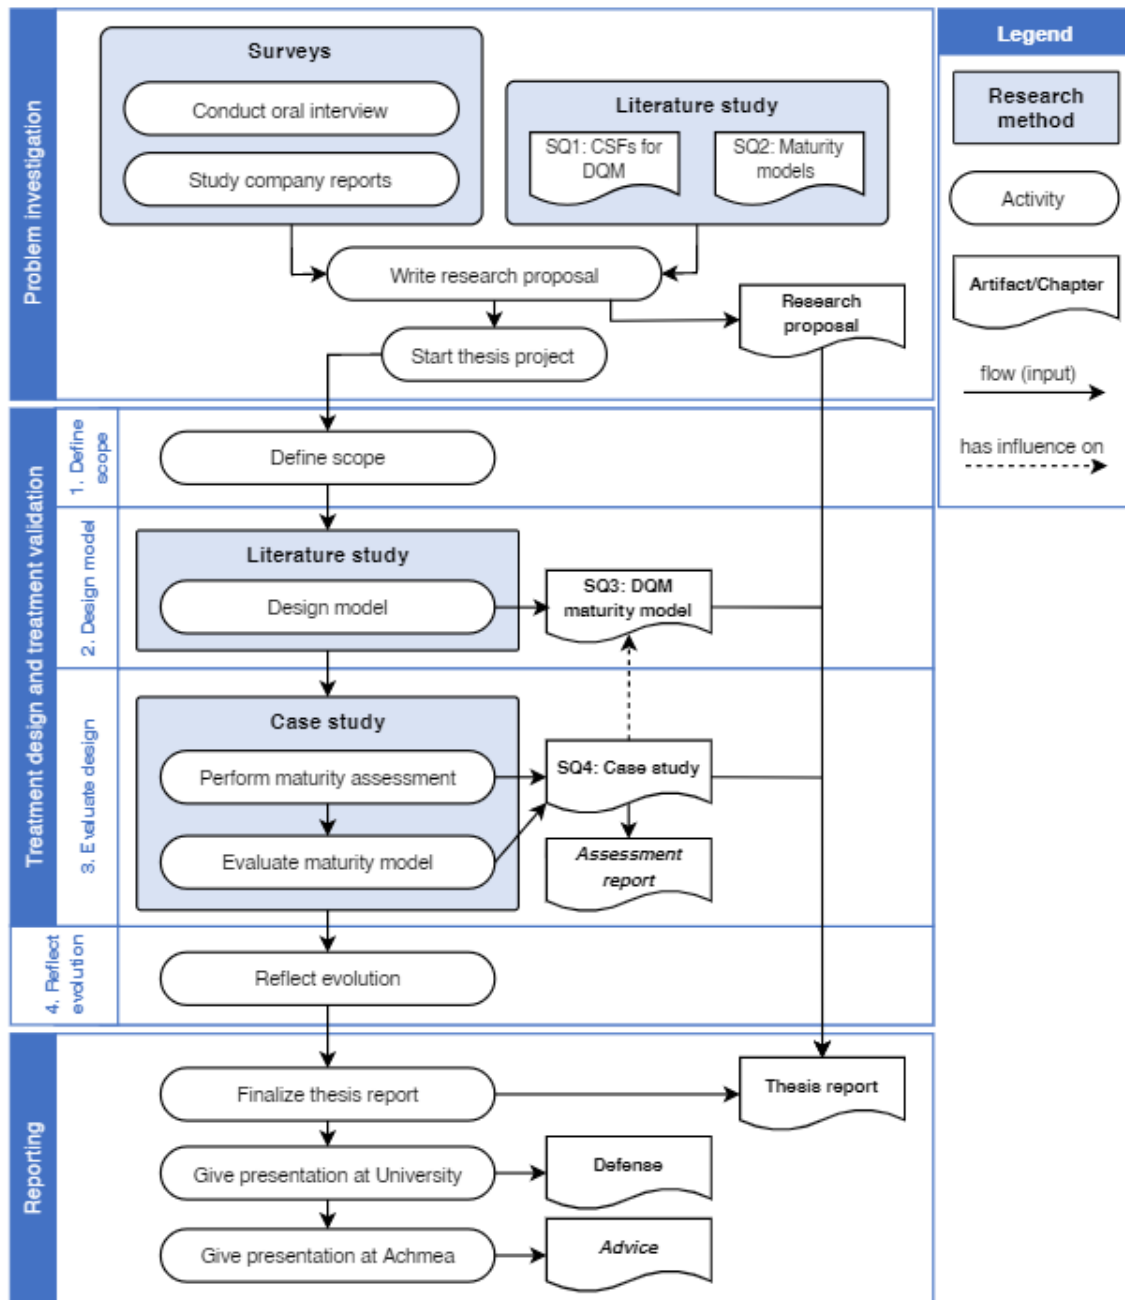 Problem investigation
Surveys
Conduct oral interview
Study company reports
Literature study
SQ1: CSFs for
DQM
SQ2: Maturity
models
Write research proposal
Research
proposal
Start thesis project
Legend
Research
method
Activity
Artifact/Chapter
flow (input)
has influence on
Treatment design and treatment validation
1. Define
scope
Define scope
2. Design model
Literature study
Design model
SQ3: DQM
maturity model
3. Evaluate design
Case study
Perform maturity assessment
SQ4: Case study
Evaluate maturity model
Assessment
report
4. Reflect
evolution
Reflect evolution
Reporting
Finalize thesis report
Thesis report
Give presentation at University
Defense
Give presentation at Achmea
Advice